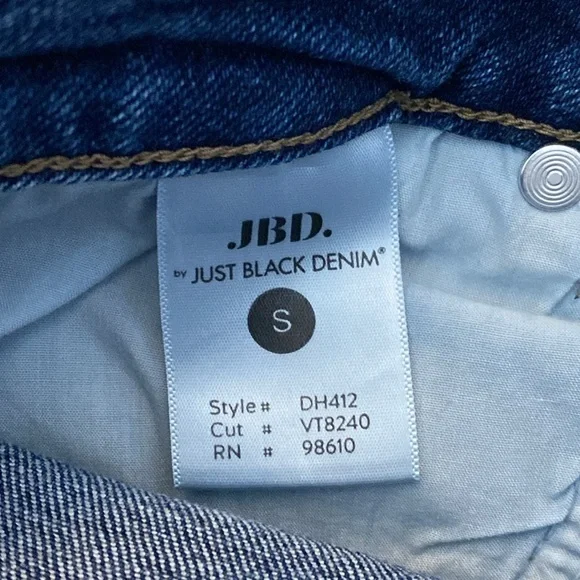 JBD.
by JUST BLACK DENIM®
S
Style # DH412
Cut # VT8240
RN # 98610